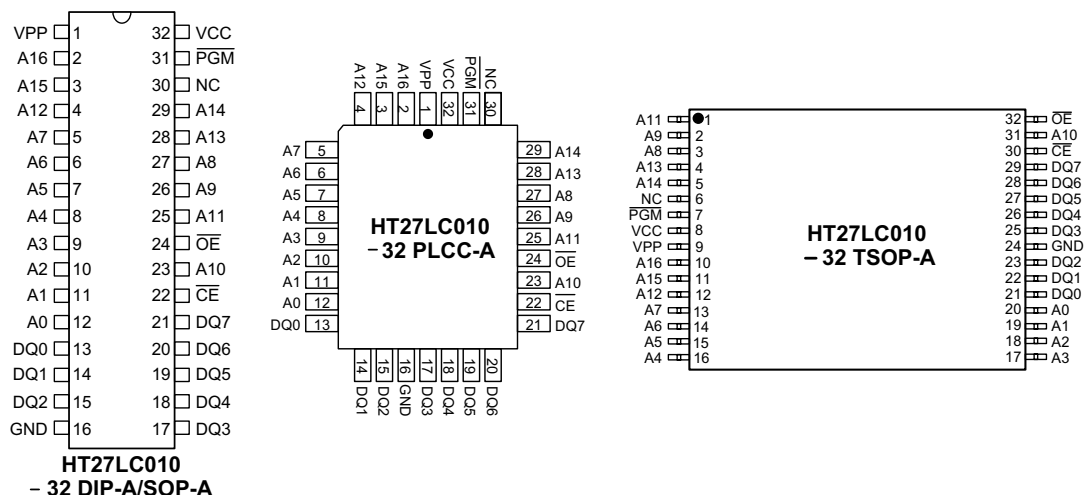 VPP 1 32 VCC
A16 2 31 PGM
A15 3 30 NC
A12 4 29 A14
A7 5 28 A13
A6 6 27 A8
A5 7 26 A9
A4 8 25 A11
A3 9 24 OE
A2 10 23 A10
A1 11 22 CE
A0 12 21 DQ7
DQ0 13 20 DQ6
DQ1 14 19 DQ5
DQ2 15 18 DQ4
GND 16 17 DQ3
HT27LC010
– 32 DIP-A/SOP-A
A12 A15 A16 VPP VCC PGM NC
4 3 2 1 32 31 30
A7 5 29 A14
A6 6 28 A13
A5 7 27 A8
A4 8 26 A9
A3 9 25 A11
A2 10 24 OE
A1 11 23 A10
A0 12 22 CE
DQ0 13 21 DQ7
HT27LC010
– 32 PLCC-A
14 15 16 17 18 19 20
DQ1 DQ2 GND DQ3 DQ4 DQ5 DQ6
A11 1 32 OE
A9 2 31 A10
A8 3 30 CE
A13 4 29 DQ7
A14 5 28 DQ6
NC 6 27 DQ5
PGM 7 26 DQ4
VCC 8 25 DQ3
VPP 9 24 GND
A16 10 23 DQ2
A15 11 22 DQ1
A12 12 21 DQ0
A7 13 20 A0
A6 14 19 A1
A5 15 18 A2
A4 16 17 A3
HT27LC010
– 32 TSOP-A